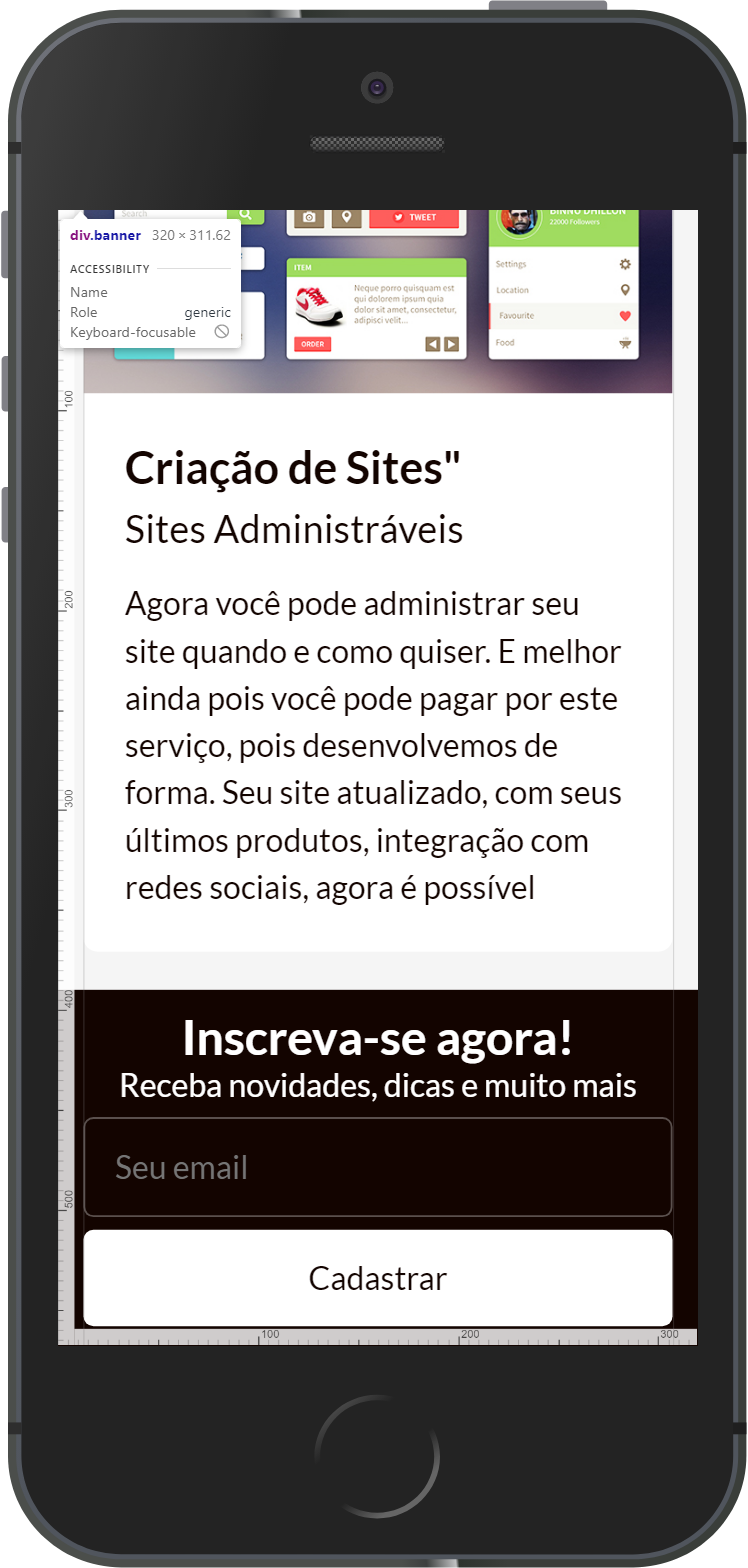 Search
TWEET
BINNU DHILLON
22000 Followers
div.banner 320 × 311.62
ACCESSIBILITY
Name
Role generic
Keyboard-focusable
ITEM
Neque porro quisquam est
qui dolorem ipsum quia
dolor sit amet, consectetur,
adipisci velit...
ORDER
Settings
Location
Favourite
Food
100
Criação de Sites"
Sites Administráveis
200
Agora você pode administrar seu
site quando e como quiser. E melhor
ainda pois você pode pagar por este
serviço, pois desenvolvemos de
300
forma. Seu site atualizado, com seus
últimos produtos, integração com
redes sociais, agora é possível
400
Inscreva-se agora!
Receba novidades, dicas e muito mais
Seu email
500
Cadastrar
100 200 300